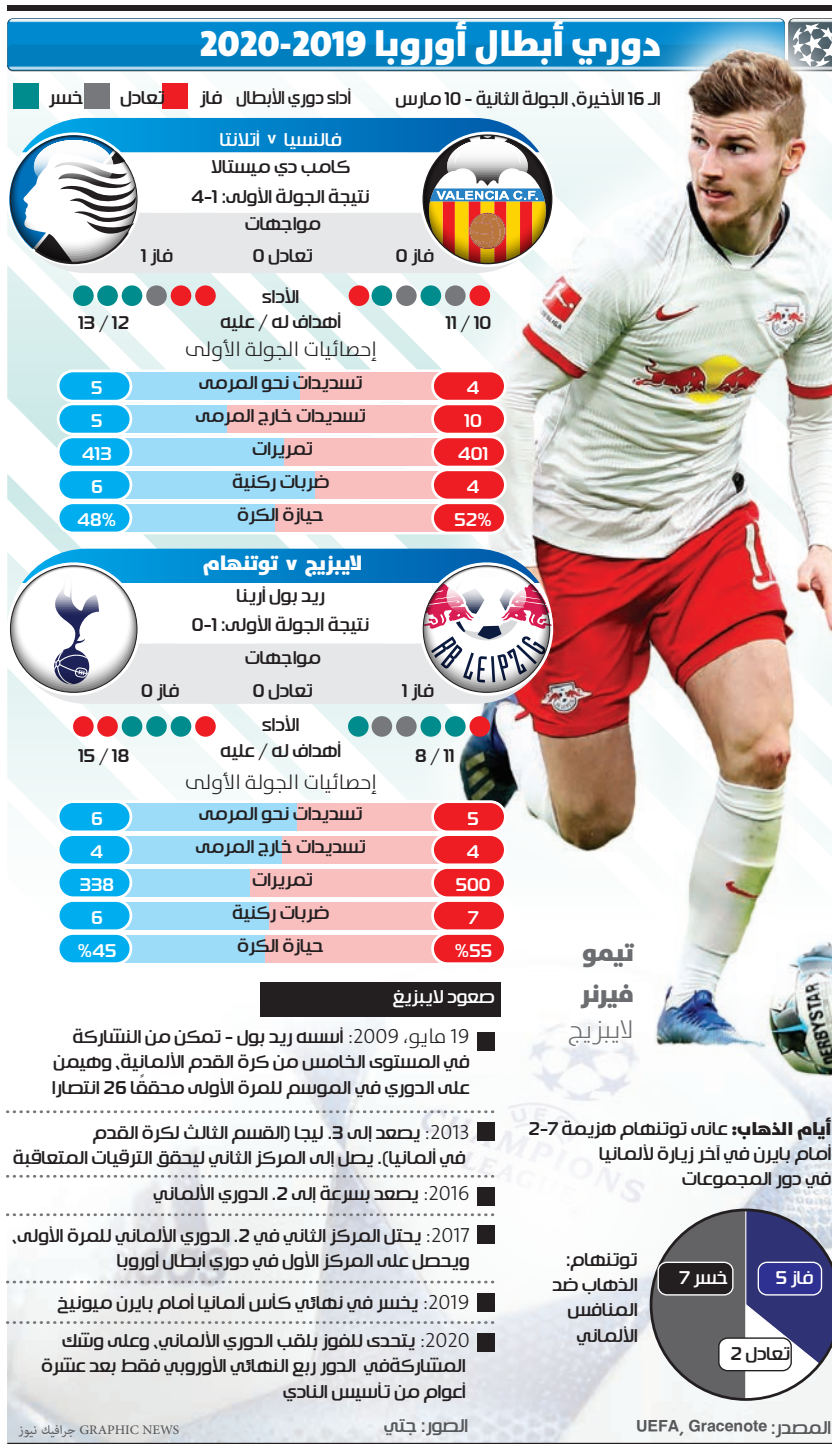 دوري أبطال أوروبا 2019-2020
الـ 16 الأخيرة، الجولة الثانية - 10 مارس
أداء دوري الأبطال فاز تعادل خسر
فالنسيا v أتلانتا
كامب دي ميستالا
نتيجة الجولة الأولى: 1-4
VALENCIA C.F.
مواجهات
فاز 0 تعادل 0 فاز 1
الأداء
10 / 11 أهداف له / عليه 12 / 13
إحصائيات الجولة الأولى
4 تسديدات نحو المرمى 5
10 تسديدات خارج المرمى 5
401 تمريرات 413
4 ضربات ركنية 6
52% حيازة الكرة 48%
لايبزيج v توتنهام
ريد بول أرينا
نتيجة الجولة الأولى: 1-0
RB LEIPZIG
مواجهات
فاز 1 تعادل 0 فاز 0
الأداء
11 / 8 أهداف له / عليه 18 / 15
إحصائيات الجولة الأولى
5 تسديدات نحو المرمى 6
4 تسديدات خارج المرمى 4
500 تمريرات 338
7 ضربات ركنية 6
%55 حيازة الكرة %45
تيمو
فيرنر
لايبزيج
DERBYSTAR
صعود لايبزيغ
19 مايو، 2009: أسسه ريد بول - تمكن من النشاركة
في المستوى الخامس من كرة القدم الألمانية، وهيمن
على الدوري في الموسم للمرة الأولى محققًا 26 انتصارا
2013: يصعد إلى 3. ليجا (القسم الثالث لكرة القدم
في ألمانيا). يصل إلى المركز الثاني ليحقق الترقيات المتعاقبة
2016: يصعد بسرعة إلى 2. الدوري الألماني
2017: يحتل المركز الثاني في 2. الدوري الألماني للمرة الأولى،
ويحصل على المركز الأول في دوري أبطال أوروبا
2019: يخسر في نهائي كأس ألمانيا أمام بايرن ميونيخ
2020: يتحدى للفوز بلقب الدوري الألماني، وعلى وشك
المشاركةفي الدور ربع النهائي الأوروبي فقط بعد عشرة
أعوام من تأسيس النادي
UEFA
CHAMPIONS
LEAGUE
adidas
أيام الذهاب: عانى توتنهام هزيمة 7-2
أمام بايرن في آخر زيارة لألمانيا
في دور المجموعات
توتنهام:
الذهاب ضد
المنافس
الألماني
فاز 5
خسر 7
تعادل 2
المصدر: UEFA, Gracenote
الصور: جتي
GRAPHIC NEWS جرافيك نيوز